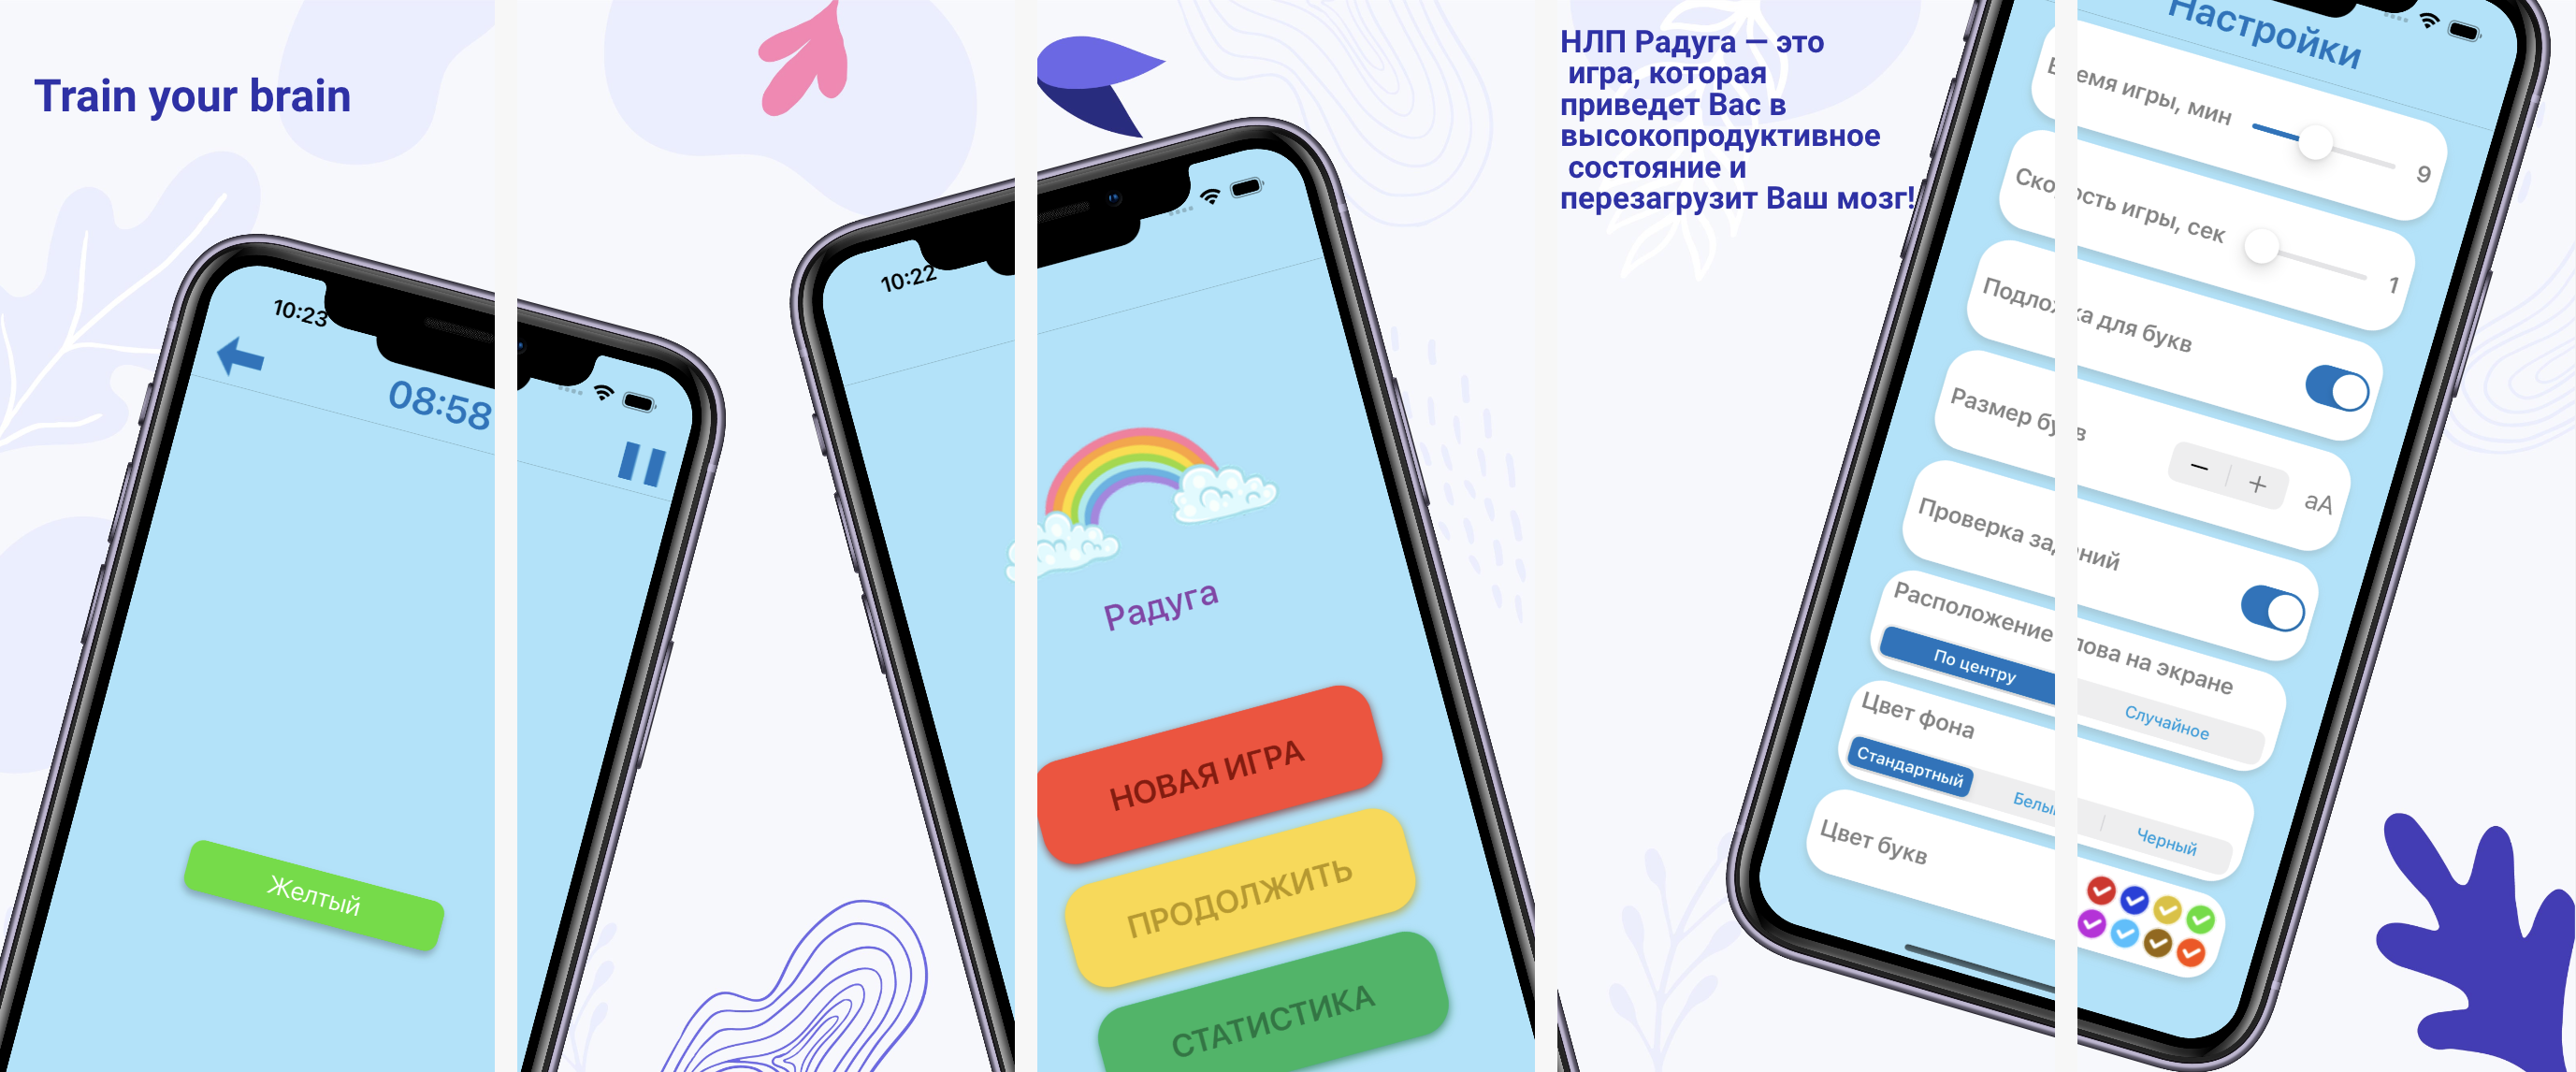 Train your brain
10:23
08:58
Желтый
10:22
Радуга
НОВАЯ ИГРА
ПРОДОЛЖИТЬ
СТАТИСТИКА
НЛП Радуга — это
игра, которая
приведет Вас в
высокопродуктивное
состояние и
перезагрузит Ваш мозг!
Настройки
Время игры, мин
9
Скорость игры, сек
1
Подложка для букв
Размер букв
aA
Проверка заданий
Расположение слова на экране
По центру
Случайное
Цвет фона
Стандартный
Белый
Черный
Цвет букв